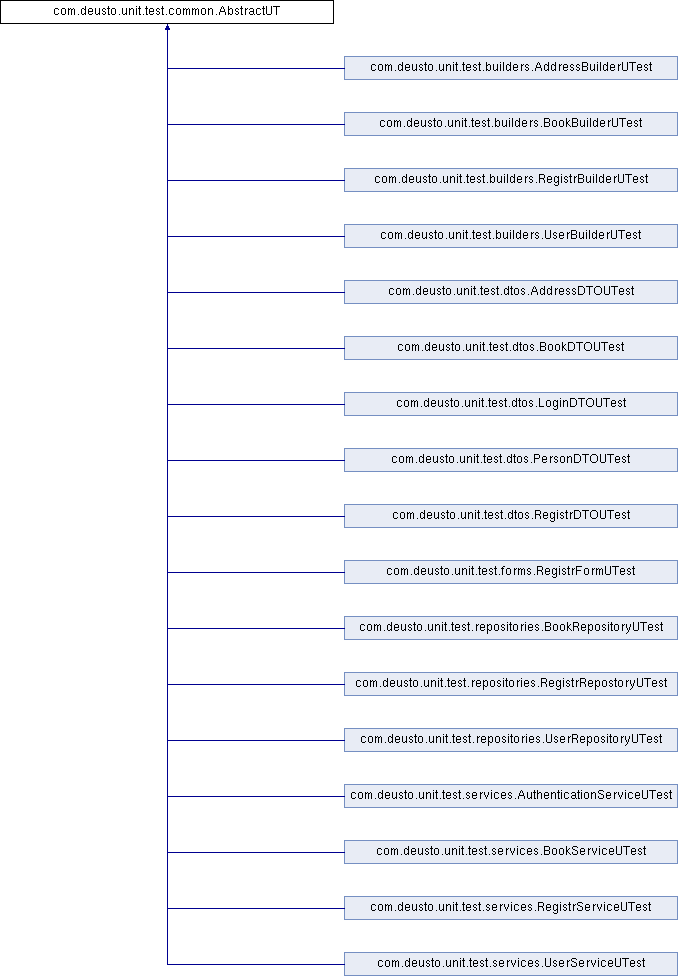 com.deusto.unit.test.common.AbstractUT
com.deusto.unit.test.builders.AddressBuilderUTest
com.deusto.unit.test.builders.BookBuilderUTest
com.deusto.unit.test.builders.RegistrBuilderUTest
com.deusto.unit.test.builders.UserBuilderUTest
com.deusto.unit.test.dtos.AddressDTOUTest
com.deusto.unit.test.dtos.BookDTOUTest
com.deusto.unit.test.dtos.LoginDTOUTest
com.deusto.unit.test.dtos.PersonDTOUTest
com.deusto.unit.test.dtos.RegistrDTOUTest
com.deusto.unit.test.forms.RegistrFormUTest
com.deusto.unit.test.repositories.BookRepositoryUTest
com.deusto.unit.test.repositories.RegistrRepostoryUTest
com.deusto.unit.test.repositories.UserRepositoryUTest
com.deusto.unit.test.services.AuthenticationServiceUTest
com.deusto.unit.test.services.BookServiceUTest
com.deusto.unit.test.services.RegistrServiceUTest
com.deusto.unit.test.services.UserServiceUTest